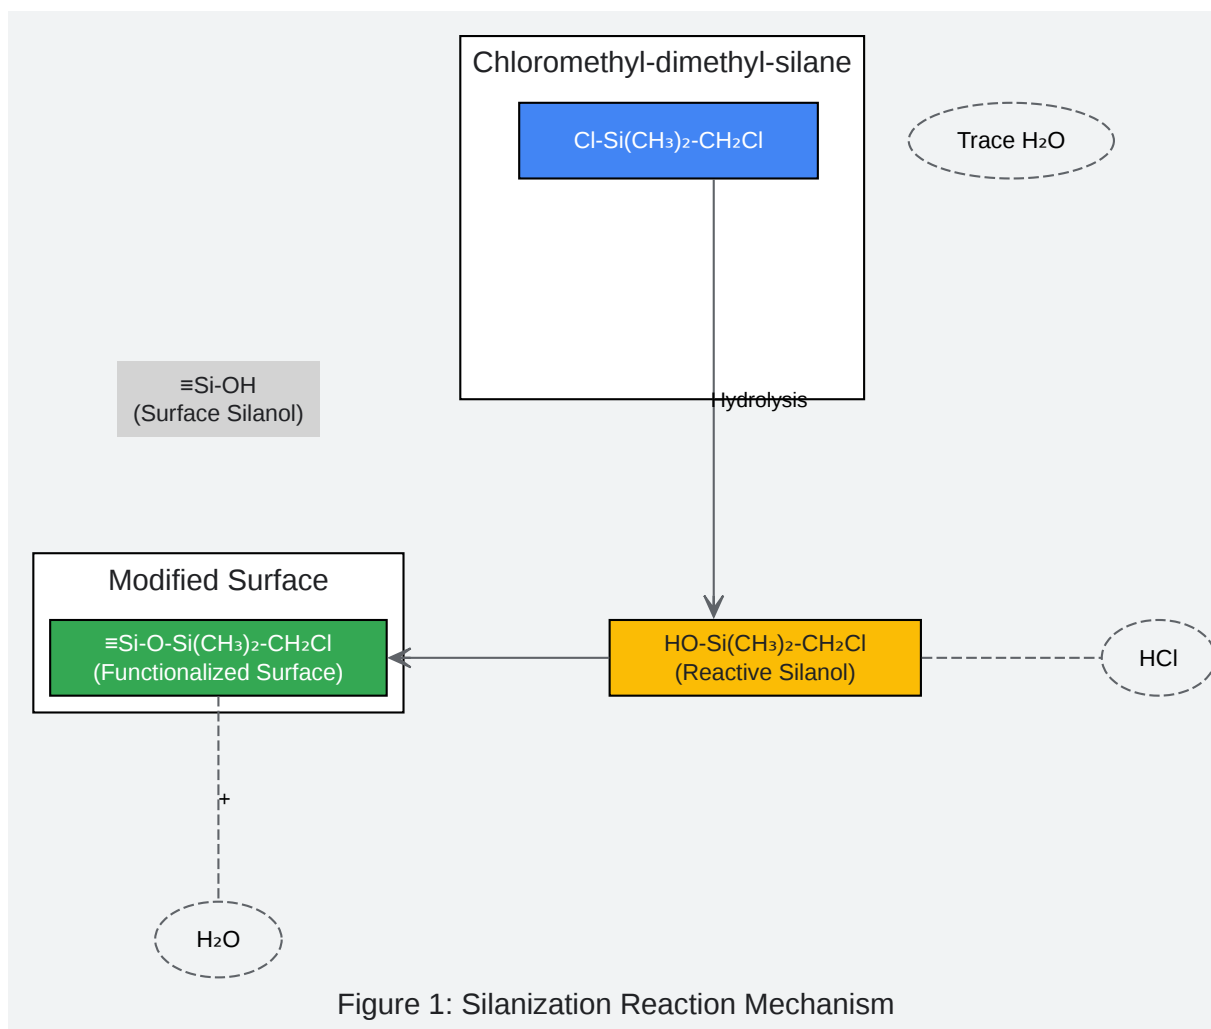 Chloromethyl-dimethyl-silane
Cl-Si(CH₃)₂-CH₂Cl
Trace H₂O
≡Si-OH
(Surface Silanol)
Hydrolysis
Modified Surface
≡Si-O-Si(CH₃)₂-CH₂Cl
(Functionalized Surface)
HO-Si(CH₃)₂-CH₂Cl
(Reactive Silanol)
HCl
+
H₂O
Figure 1: Silanization Reaction Mechanism